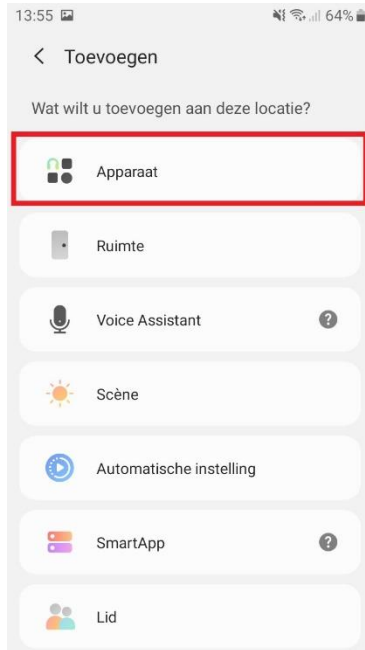 13:55 64%
Toevoegen
Wat wilt u toevoegen aan deze locatie?
Apparaat
Ruimte
Voice Assistant ?
Scène
Automatische instelling
SmartApp ?
Lid